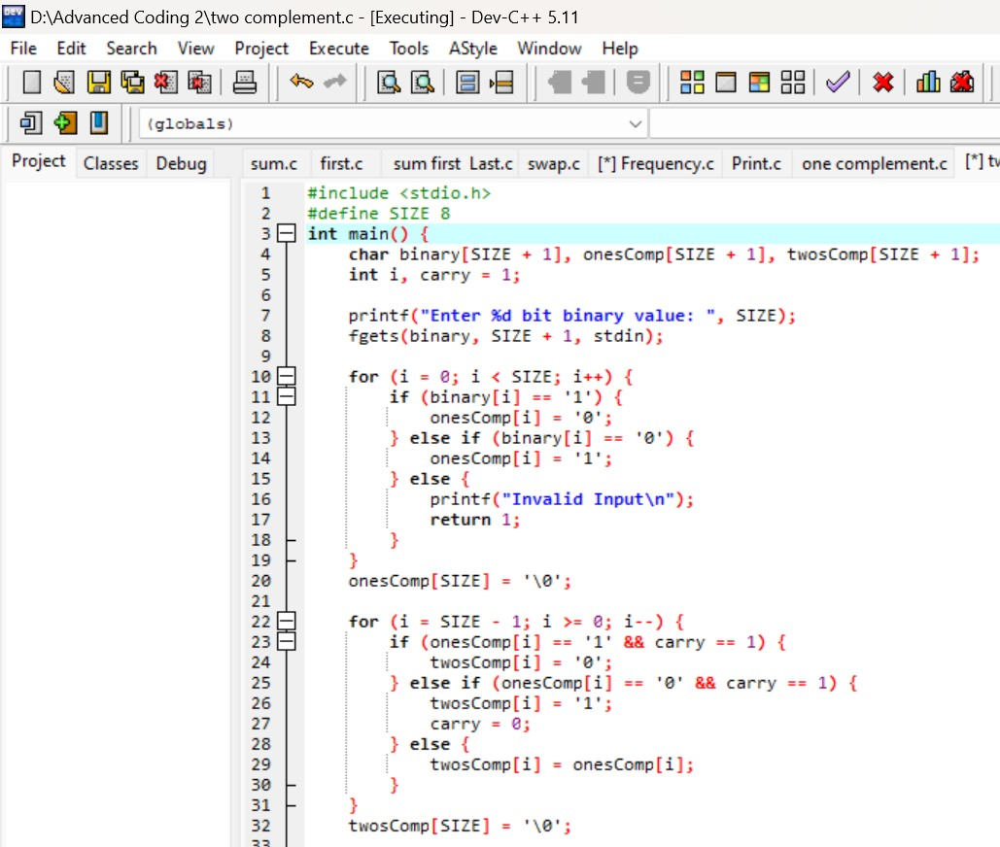 DEV
D:\Advanced Coding 2\two complement.c - [Executing] - Dev-C++ 5.11
File Edit Search View Project Execute Tools AStyle Window Help
(globals)
Project Classes Debug sum.c first.c sum first Last.c swap.c [*] Frequency.c Print.c one complement.c [*] tw
1 #include <stdio.h>
2 #define SIZE 8
3 int main() {
4     char binary[SIZE + 1], onesComp[SIZE + 1], twosComp[SIZE + 1];
5     int i, carry = 1;
6
7     printf("Enter %d bit binary value: ", SIZE);
8     fgets(binary, SIZE + 1, stdin);
9
10     for (i = 0; i < SIZE; i++) {
11         if (binary[i] == '1') {
12             onesComp[i] = '0';
13         } else if (binary[i] == '0') {
14             onesComp[i] = '1';
15         } else {
16             printf("Invalid Input\n");
17             return 1;
18         }
19     }
20     onesComp[SIZE] = '\0';
21
22     for (i = SIZE - 1; i >= 0; i--) {
23         if (onesComp[i] == '1' && carry == 1) {
24             twosComp[i] = '0';
25         } else if (onesComp[i] == '0' && carry == 1) {
26             twosComp[i] = '1';
27             carry = 0;
28         } else {
29             twosComp[i] = onesComp[i];
30         }
31     }
32     twosComp[SIZE] = '\0';
33